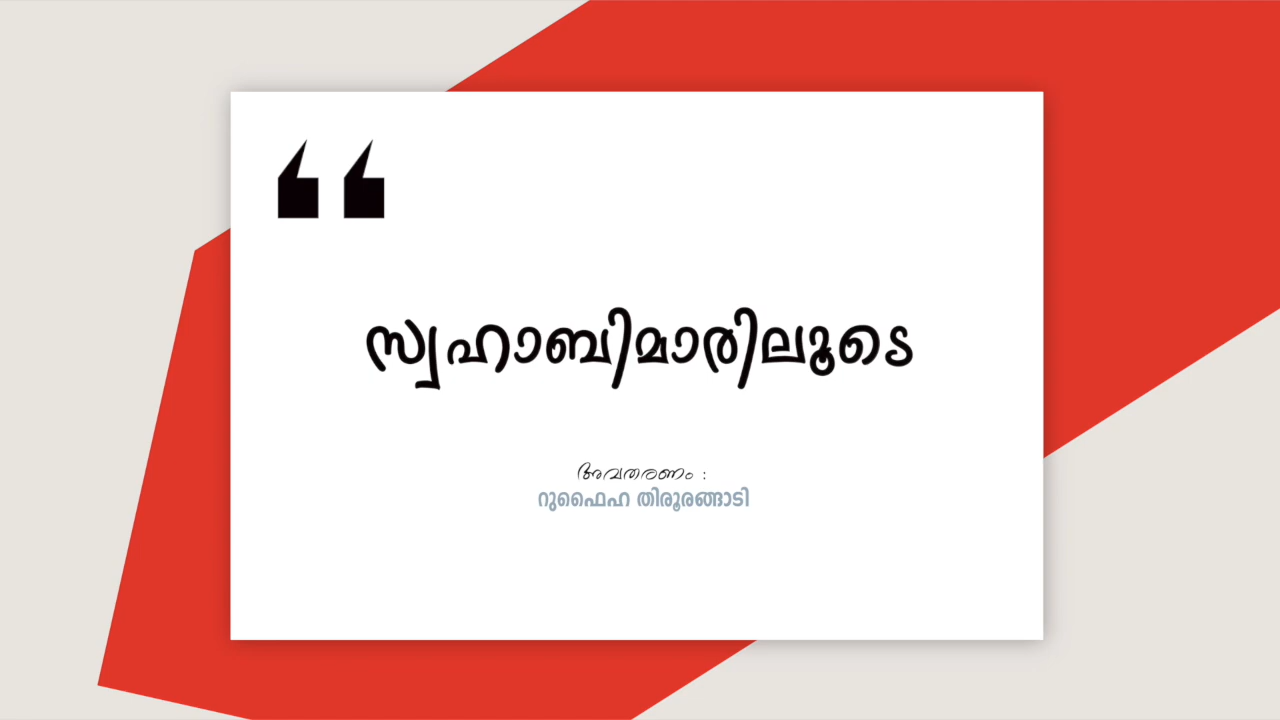 സ്വഹാബിമാരിലൂടെ
അവതരണം :
റുഫൈഹ തിരൂരങ്ങാടി